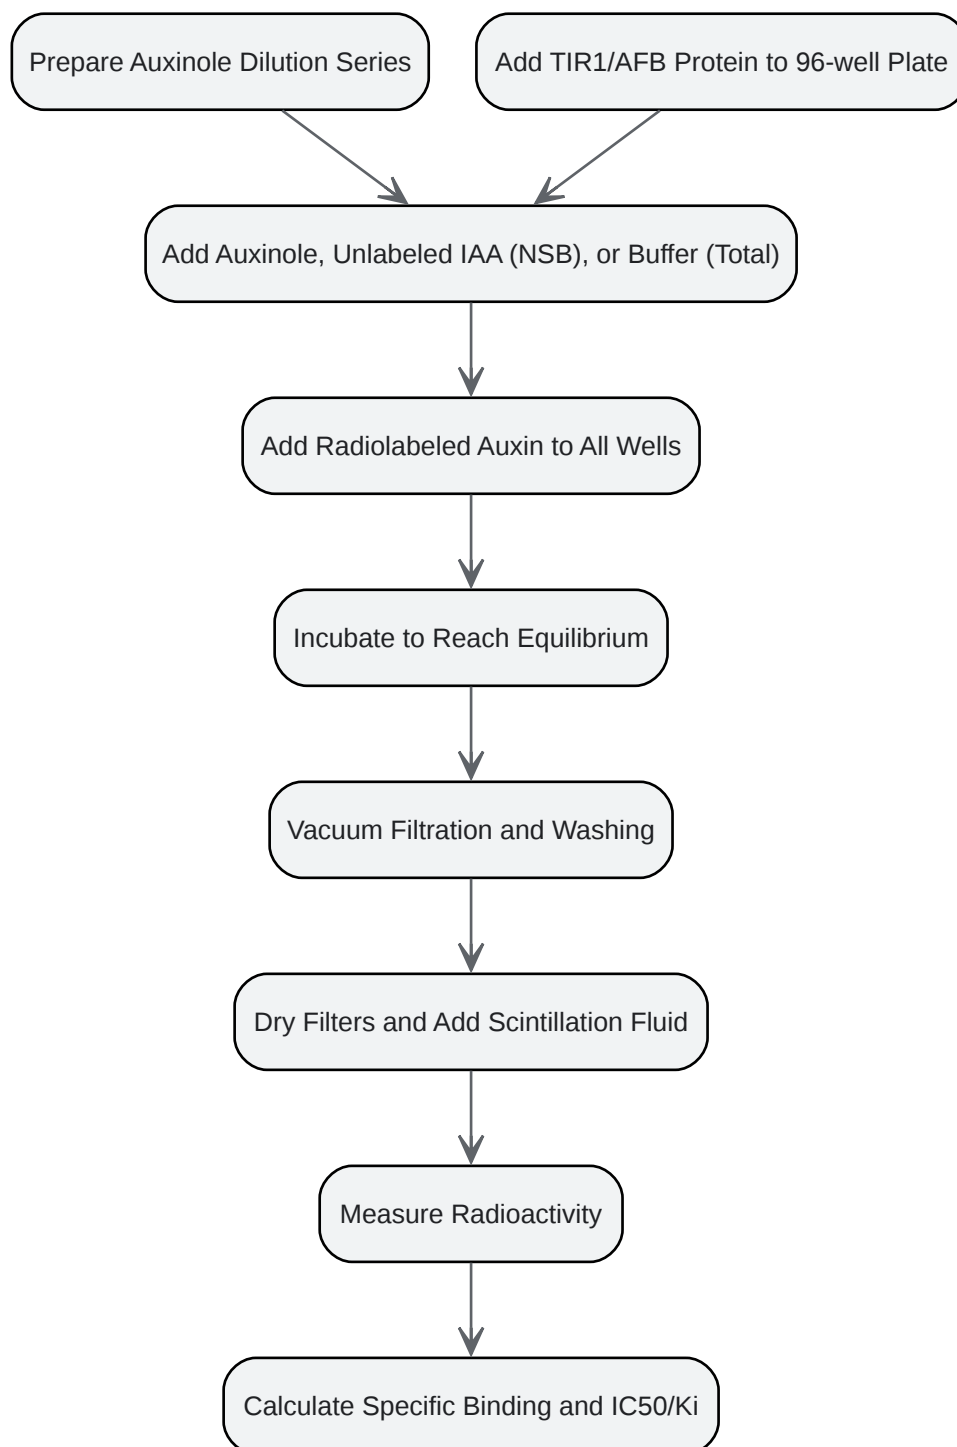 Prepare Auxinole Dilution Series
Add TIR1/AFB Protein to 96-well Plate
Add Auxinole, Unlabeled IAA (NSB), or Buffer (Total)
Add Radiolabeled Auxin to All Wells
Incubate to Reach Equilibrium
Vacuum Filtration and Washing
Dry Filters and Add Scintillation Fluid
Measure Radioactivity
Calculate Specific Binding and IC50/Ki